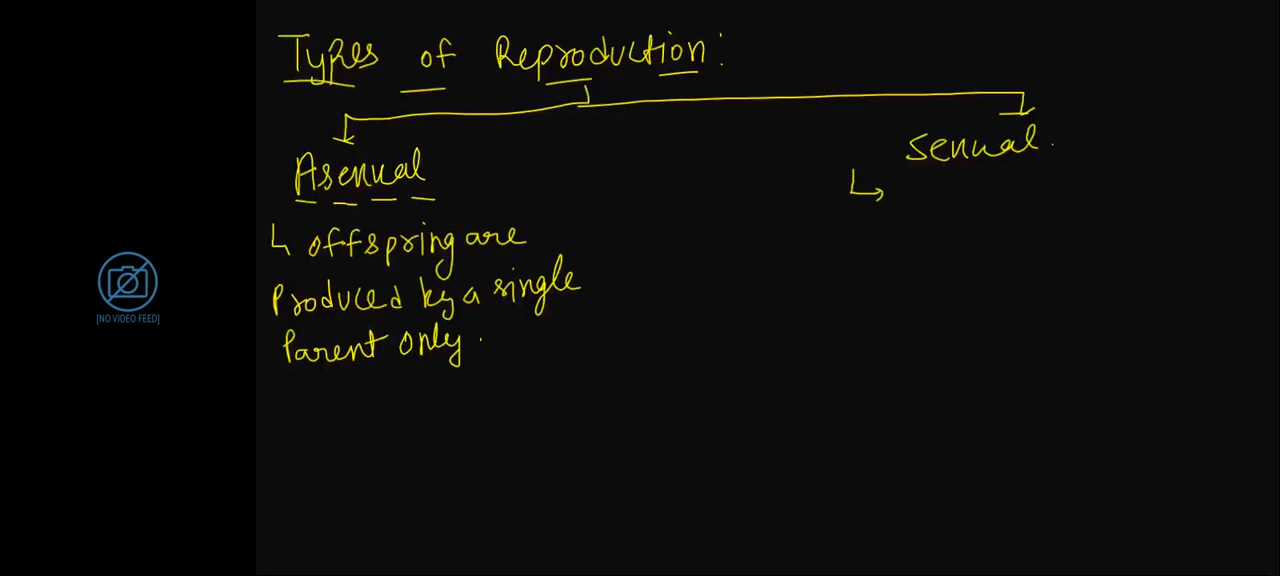 Types of Reproduction:
Asexual
Sexual.
↳ offspring are
Produced by a single
Parent only.
↳
[NO VIDEO FEED]